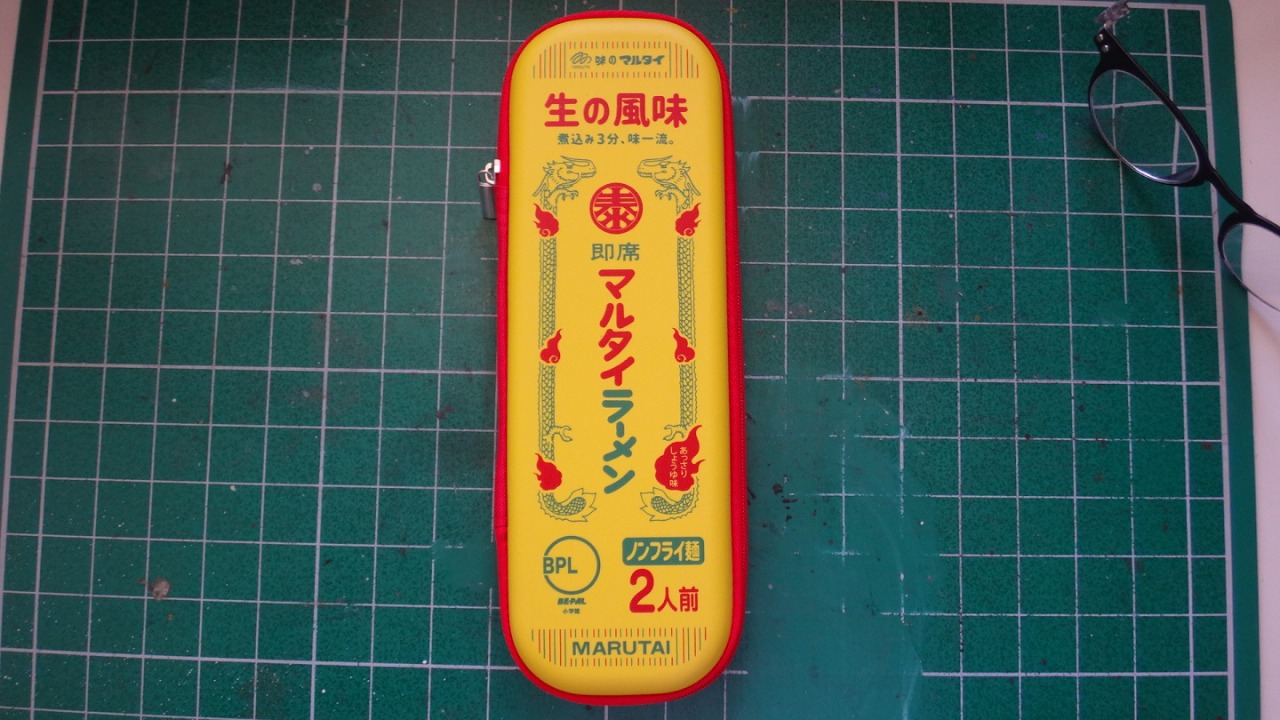 味のマルタイ
生の風味
煮込み3分、味一流。
泰
即席
マルタイラーメン
あっさり
しょうゆ味
BPL
BE-PAL
小学館
ノンフライ麺
2人前
MARUTAI